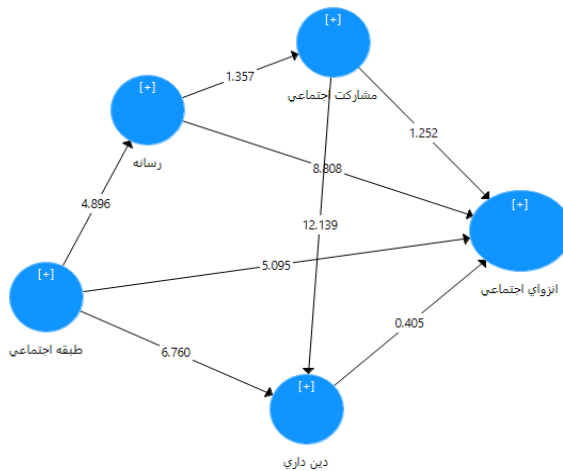 [+]
1.357
مشاركت اجتماعي
[+]
1.252
رسانه
8.808
[+]
4.896
12.139
5.095
انزواي اجتماعي
[+]
طبقه اجتماعي
6.760
0.405
[+]
دين داري